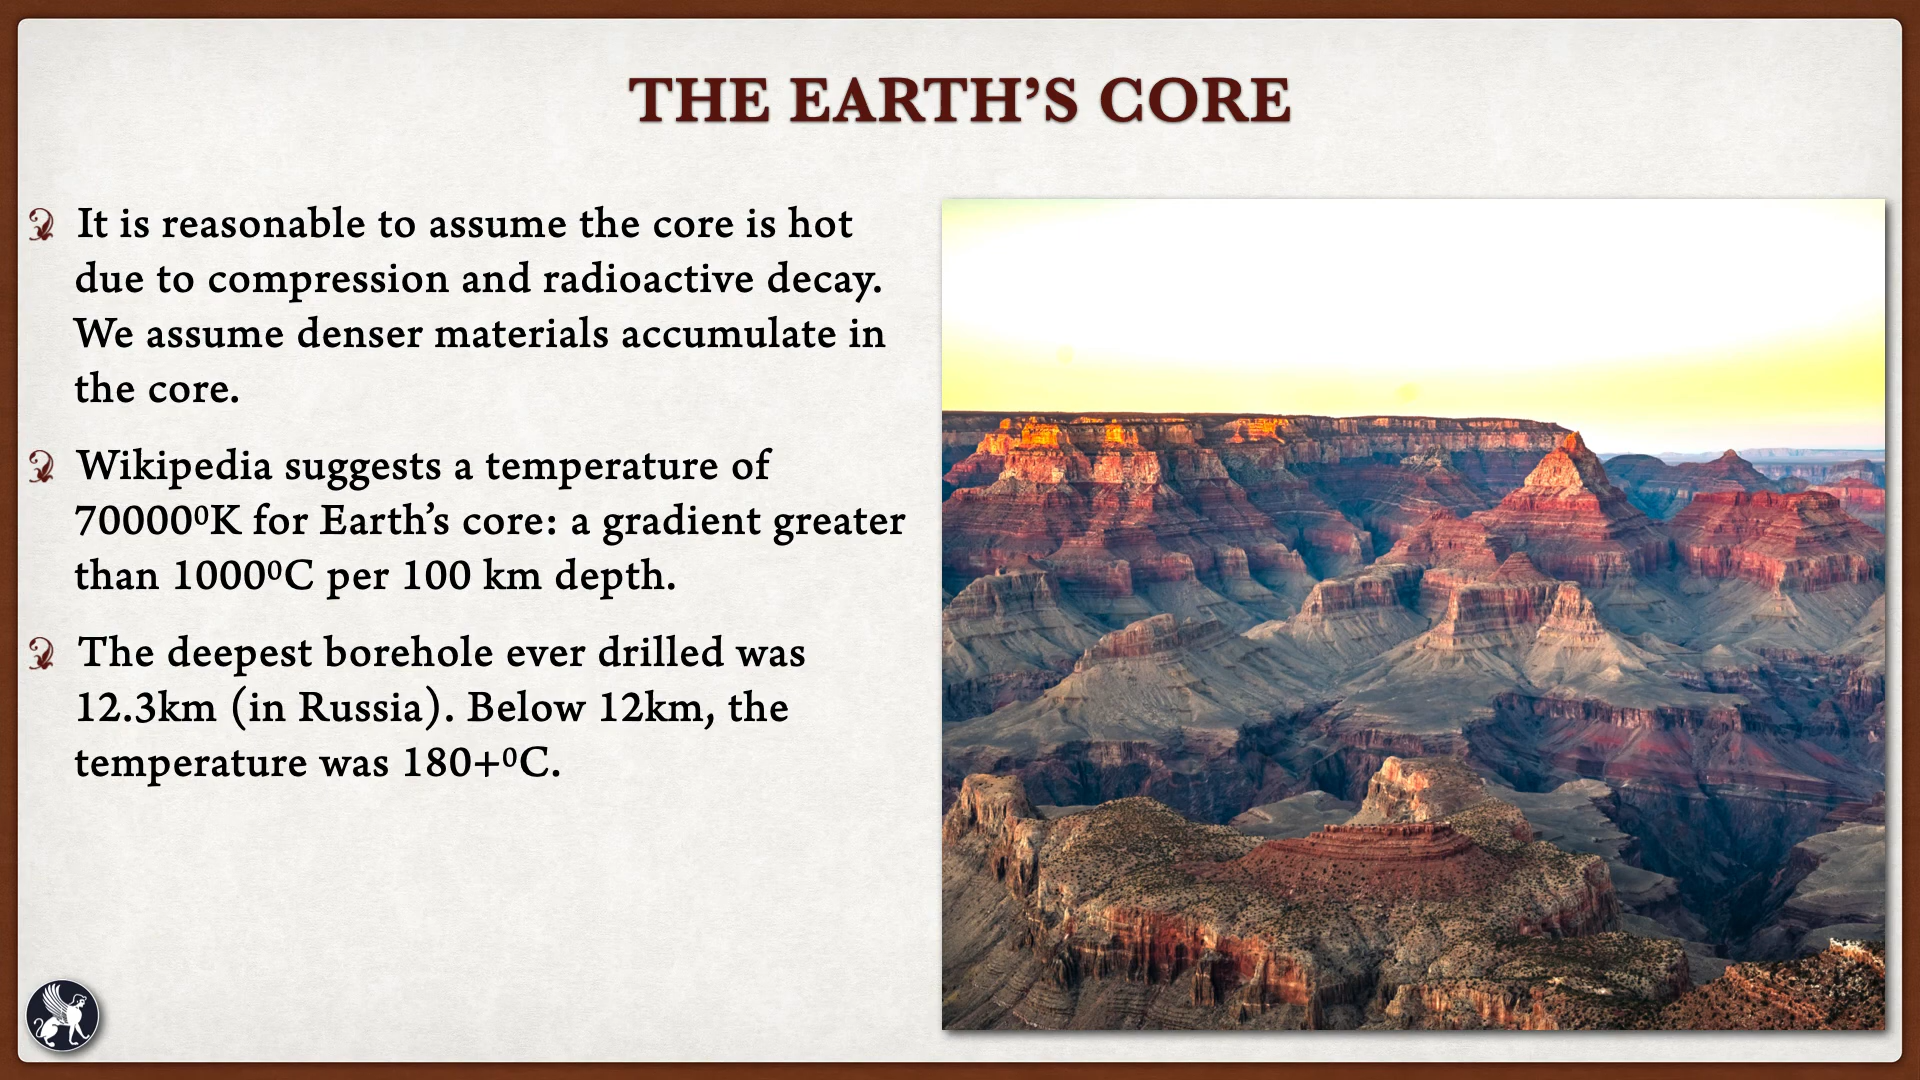 THE EARTH’S CORE
It is reasonable to assume the core is hot
due to compression and radioactive decay.
We assume denser materials accumulate in
the core.
Wikipedia suggests a temperature of
70000⁰K for Earth’s core: a gradient greater
than 1000⁰C per 100 km depth.
The deepest borehole ever drilled was
12.3km (in Russia). Below 12km, the
temperature was 180+⁰C.